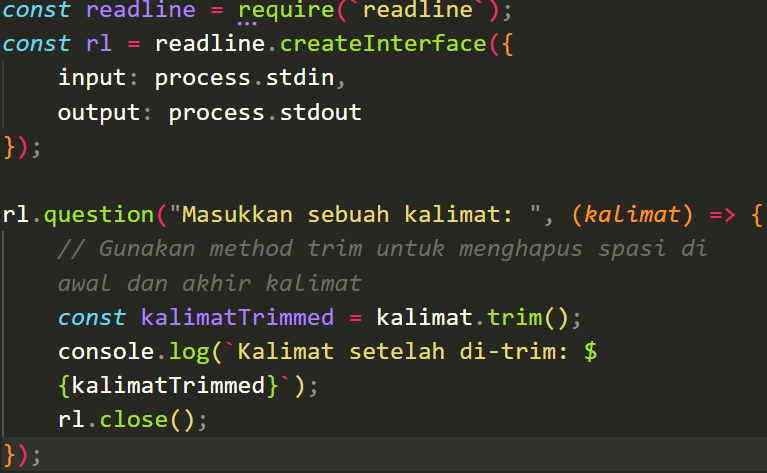 const readline = require(`readline`);
const rl = readline.createInterface({
    input: process.stdin,
    output: process.stdout
});

rl.question("Masukkan sebuah kalimat: ", (kalimat) => {
    // Gunakan method trim untuk menghapus spasi di
    awal dan akhir kalimat
    const kalimatTrimmed = kalimat.trim();
    console.log(`Kalimat setelah di-trim: $
    {kalimatTrimmed}`);
    rl.close();
});